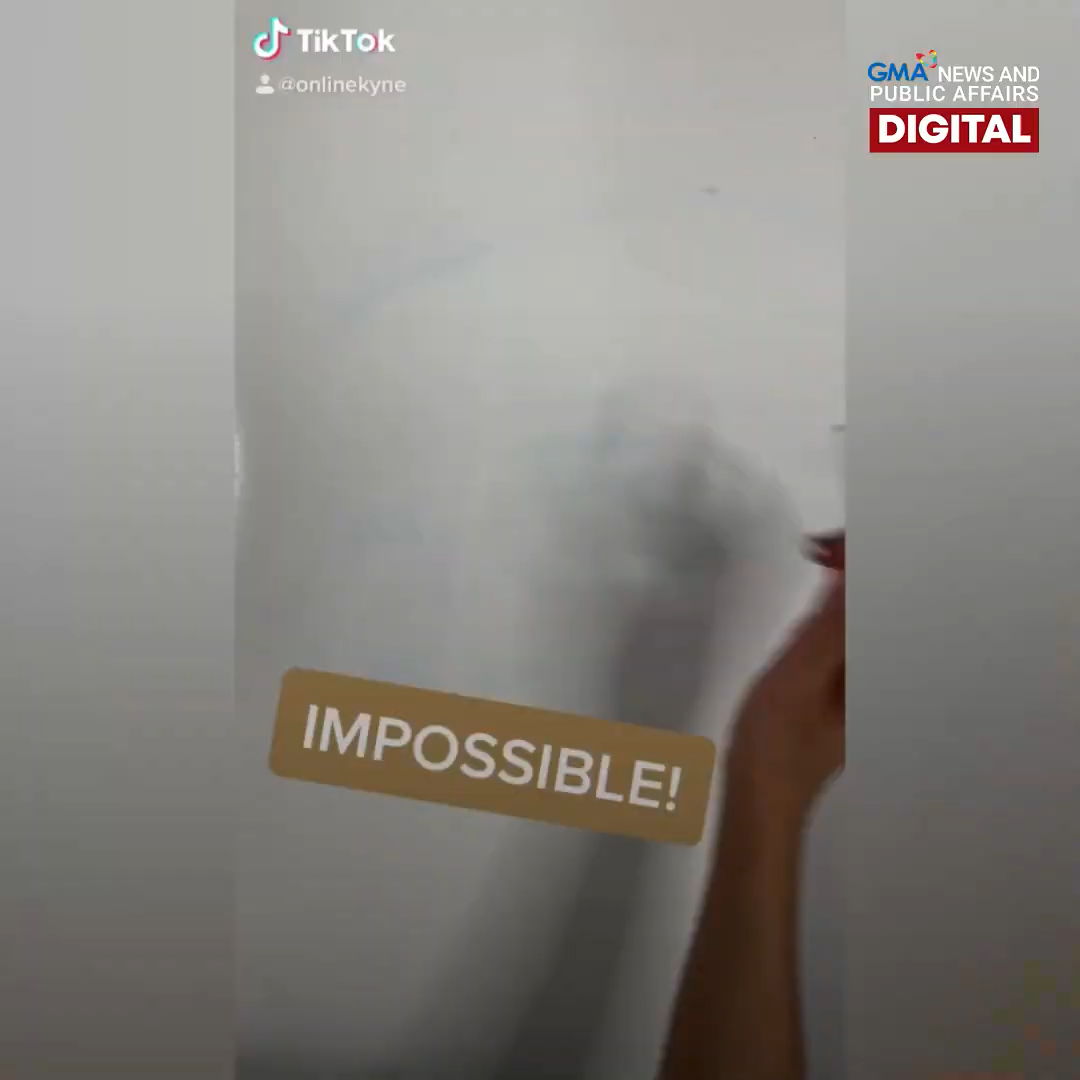 TikTok
@onlinekyne
GMA NEWS AND
PUBLIC AFFAIRS
DIGITAL
IMPOSSIBLE!